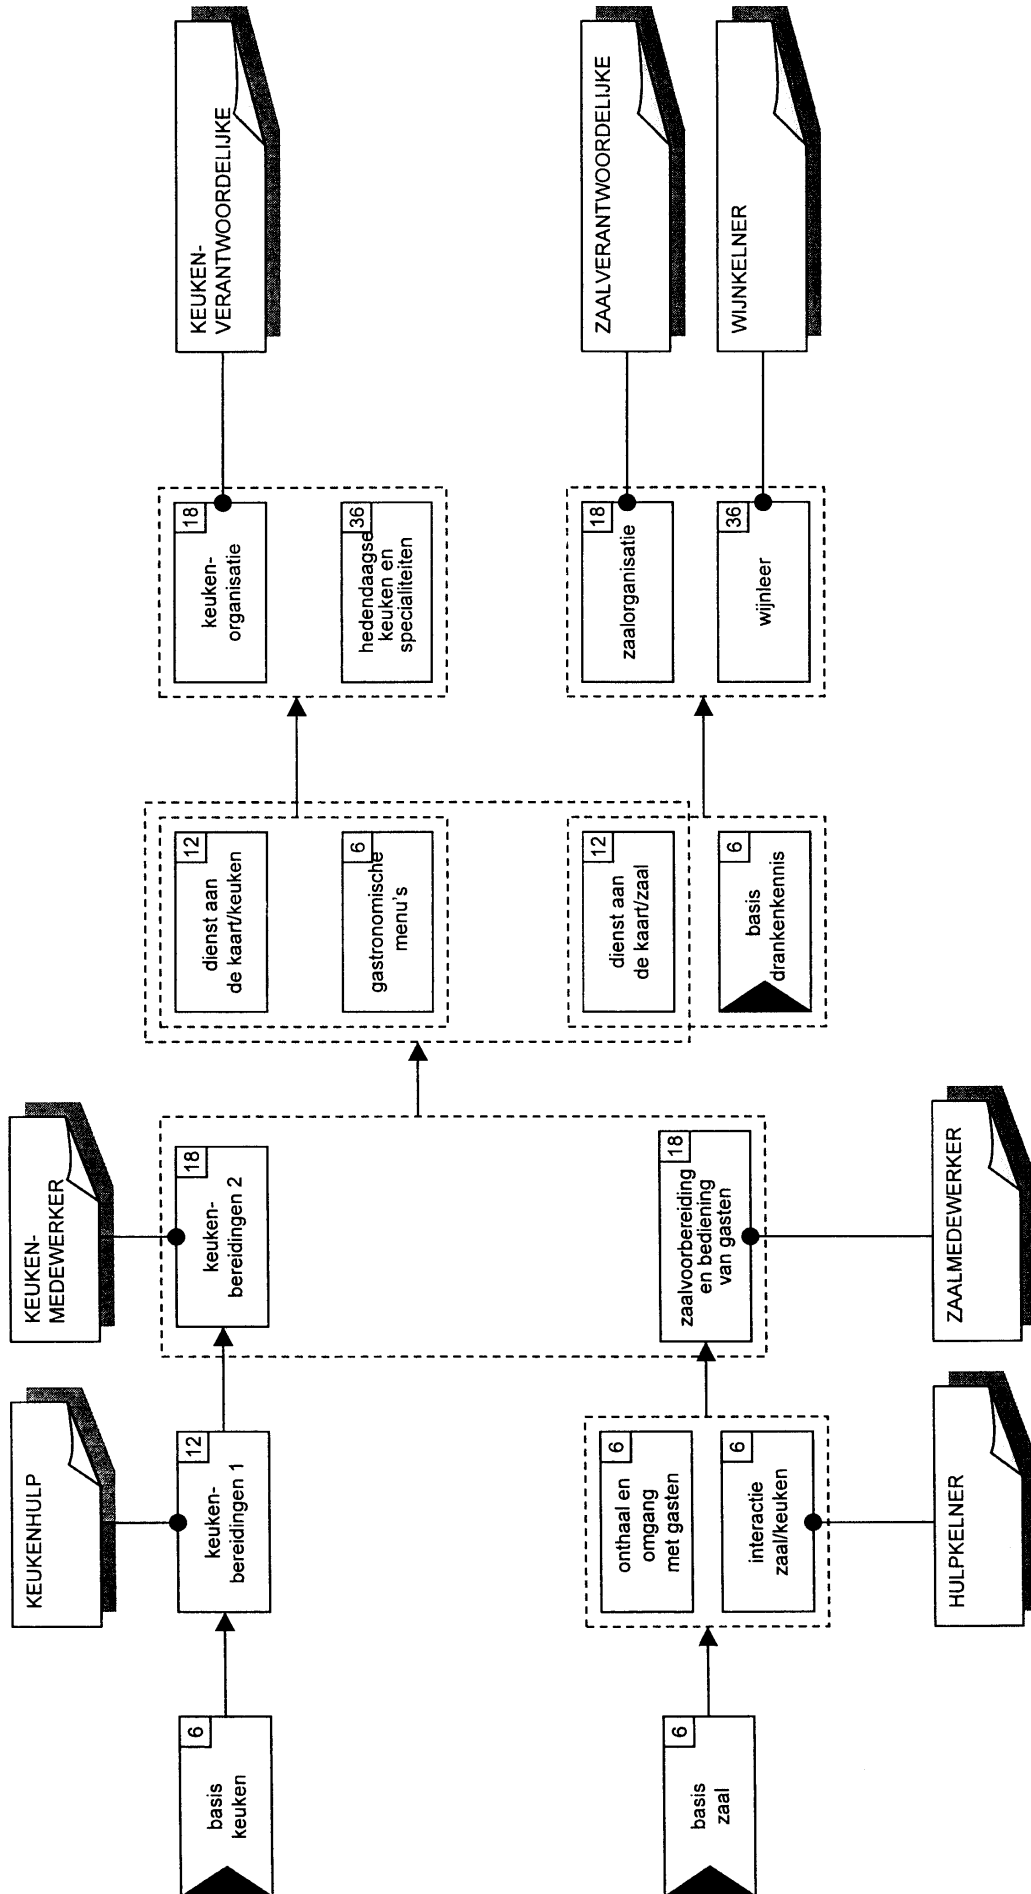 KEUKENHULP
KEUKEN-
MEDEWERKER
basis
keuken
6
keuken-
bereidingen 1
12
keuken-
bereidingen 2
18
dienst aan
de kaart/keuken
12
gastronomische
menu's
6
keuken-
organisatie
18
hedendaagse
keuken en
specialiteiten
36
KEUKEN-
VERANTWOORDELIJKE
basis
zaal
6
onthaal en
omgang
met gasten
6
interactie
zaal/keuken
6
zaalvoorbereiding
en bediening
van gasten
18
dienst aan
de kaart/zaal
12
basis
drankenkennis
6
zaalorganisatie
18
wijnleer
36
ZAALVERANTWOORDELIJKE
WIJNKELNER
HULPKELNER
ZAALMEDEWERKER